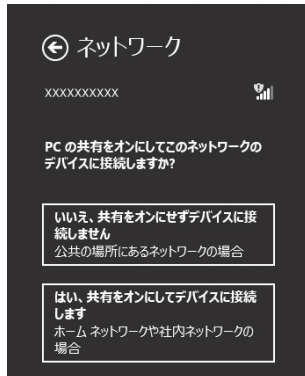 ネットワーク
xxxxxxxxxx
PC の共有をオンにしてこのネットワークの
デバイスに接続しますか?
いいえ、共有をオンにせずデバイスに接
続しません
公共の場所にあるネットワークの場合
はい、共有をオンにしてデバイスに接続
します
ホーム ネットワークや社内ネットワークの
場合